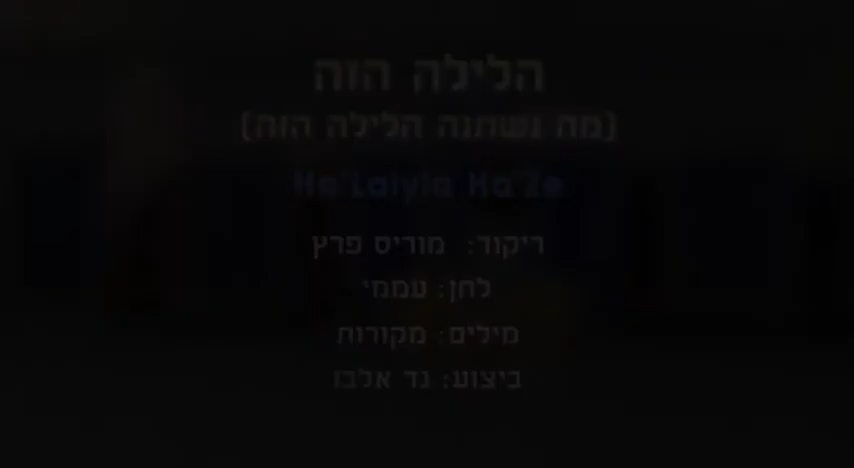 הלילה הזה
(מה נשתנה הלילה הזה)
Ha'Laiyla Ha'Ze
ריקוד: מוריס פרץ
לחן: עממי
מילים: מקורות
ביצוע: גד אלבז